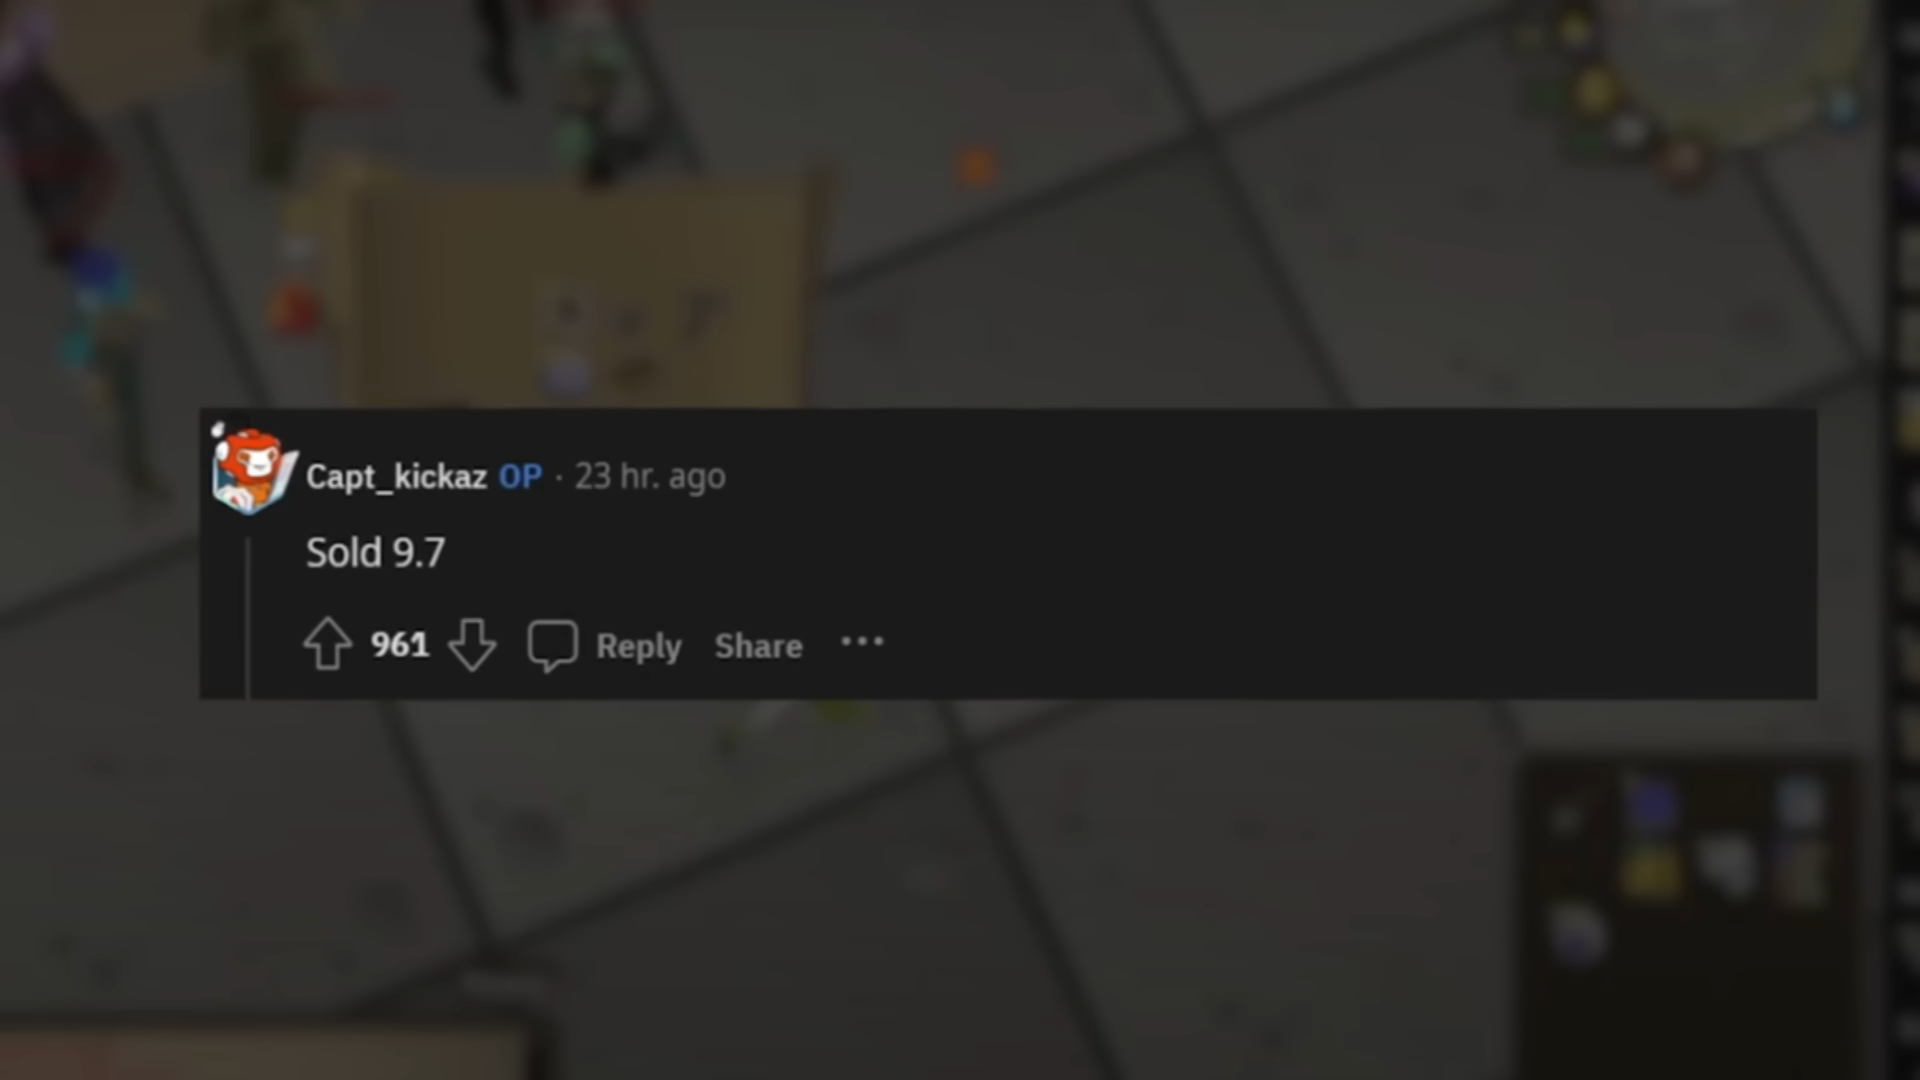 Capt_kickaz OP · 23 hr. ago
Sold 9.7
961 Reply Share ···